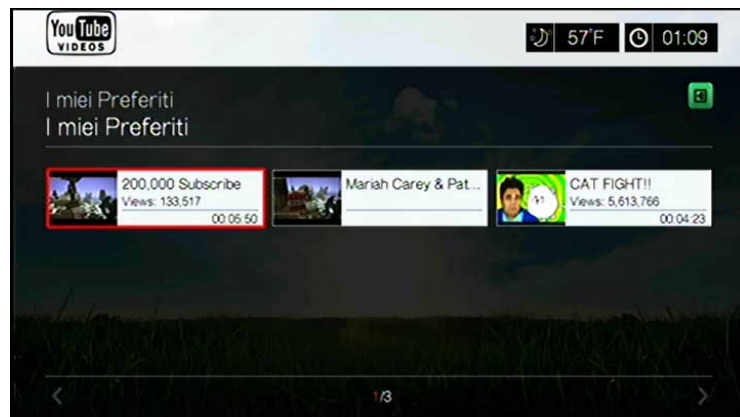 You Tube
VIDEOS
57°F
01:09
I miei Preferiti
I miei Preferiti
200,000 Subscribe
Views: 133,517
00:05:50
Mariah Carey & Pat...
CAT FIGHT!!
Views: 5,613,766
00:04:23
1/3